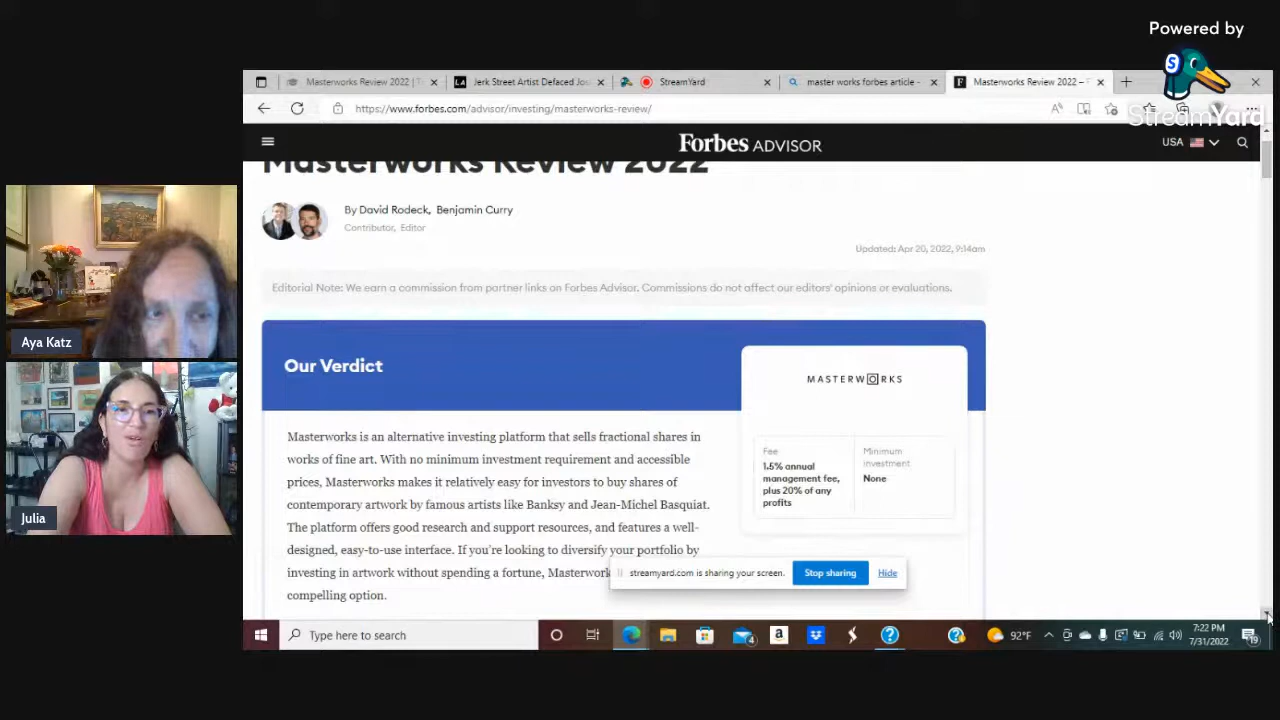 Powered by
S
StreamYard
Masterworks Review 2022 | T
Jerk Street Artist Defaced Jos
StreamYard
master works forbes article -
Masterworks Review 2022 –
https://www.forbes.com/advisor/investing/masterworks-review/
Forbes ADVISOR
USA
Masterworks Review 2022
By David Rodeck, Benjamin Curry
Contributor, Editor
Updated: Apr 20, 2022, 9:14am
Editorial Note: We earn a commission from partner links on Forbes Advisor. Commissions do not affect our editors' opinions or evaluations.
Our Verdict
MASTERWORKS
Fee
1.5% annual
management fee,
plus 20% of any
profits
Minimum
investment
None
Masterworks is an alternative investing platform that sells fractional shares in
works of fine art. With no minimum investment requirement and accessible
prices, Masterworks makes it relatively easy for investors to buy shares of
contemporary artwork by famous artists like Banksy and Jean-Michel Basquiat.
The platform offers good research and support resources, and features a well-
designed, easy-to-use interface. If you're looking to diversify your portfolio by
investing in artwork without spending a fortune, Masterwork
compelling option.
streamyard.com is sharing your screen.
Stop sharing
Hide
Aya Katz
Julia
Type here to search
92°F
7:22 PM
7/31/2022